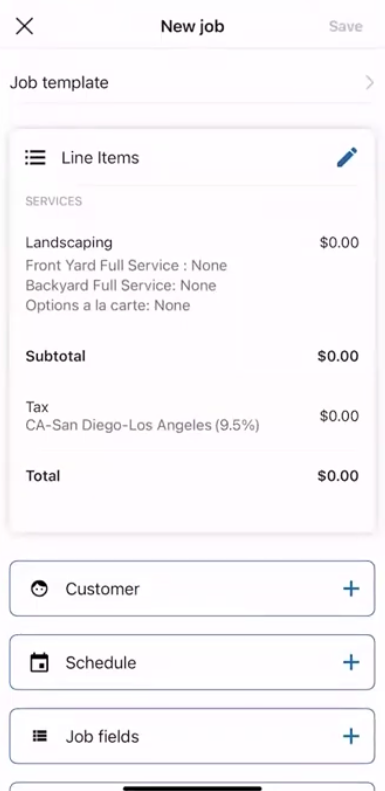 New job
Save
Job template
Line Items
SERVICES
Landscaping $0.00
Front Yard Full Service : None
Backyard Full Service: None
Options a la carte: None
Subtotal $0.00
Tax
CA-San Diego-Los Angeles (9.5%) $0.00
Total $0.00
Customer
Schedule
Job fields